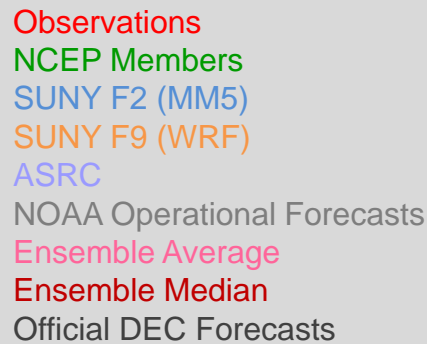 Observations
NCEP Members
SUNY F2 (MM5)
SUNY F9 (WRF)
ASRC
NOAA Operational Forecasts
Ensemble Average
Ensemble Median
Official DEC Forecasts